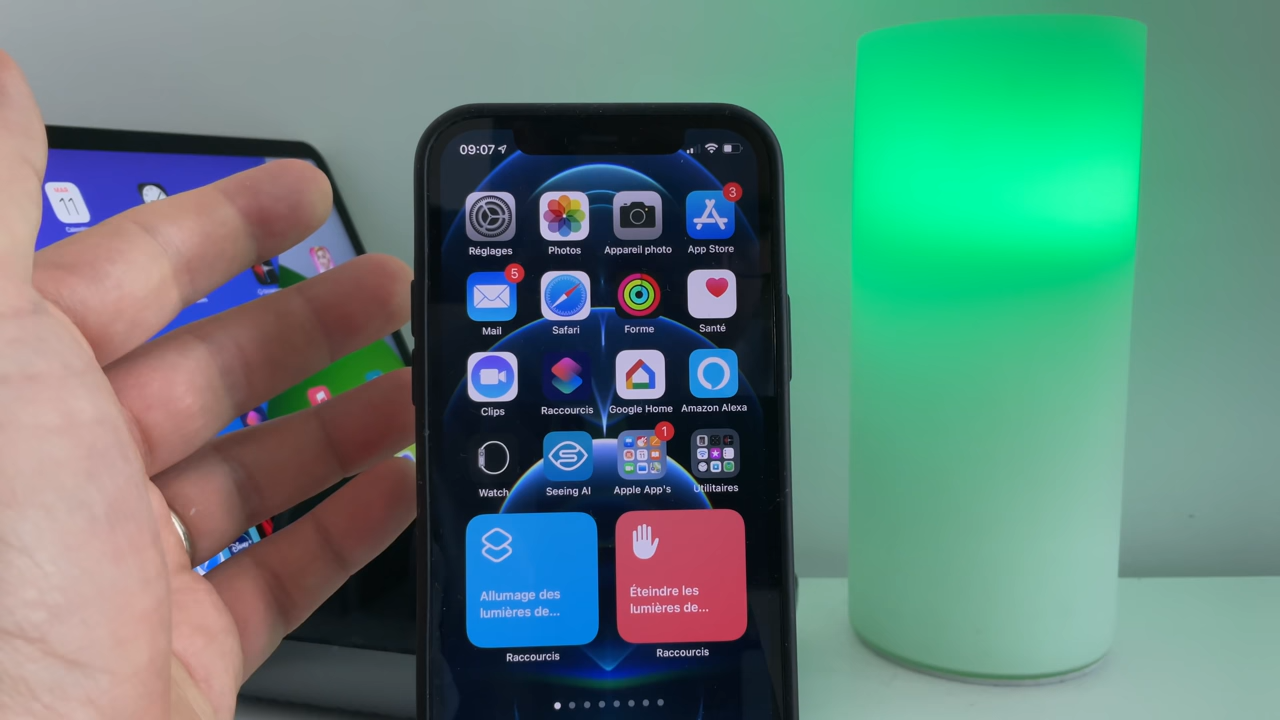 09:07
MAR
11
Réglages
Photos
Appareil photo
3
App Store
5
Mail
Safari
Forme
Santé
Clips
Raccourcis
Google Home
Amazon Alexa
Watch
Seeing AI
1
Apple App's
Utilitaires
Allumage des
lumières de...
Raccourcis
Éteindre les
lumières de...
Raccourcis
Disney+